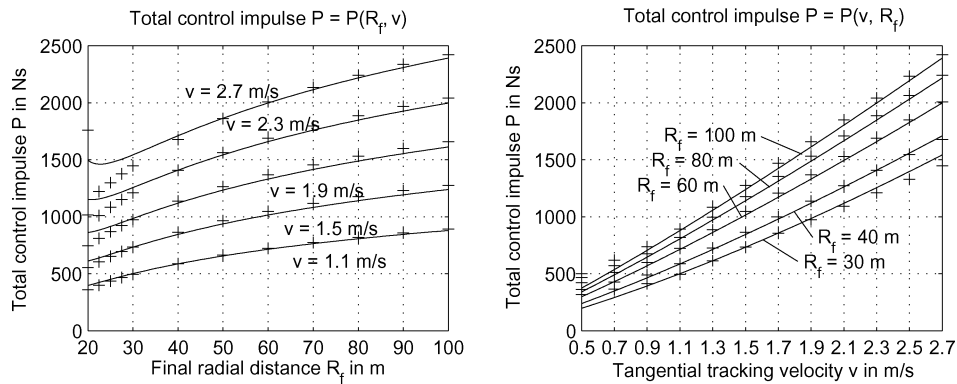 Total control impulse P = P(R_f, v)
Total control impulse P in Ns
2500
2000
1500
1000
500
0
v = 2.7 m/s
v = 2.3 m/s
v = 1.9 m/s
v = 1.5 m/s
v = 1.1 m/s
20 30 40 50 60 70 80 90 100
Final radial distance R_f in m
Total control impulse P = P(v, R_f)
Total control impulse P in Ns
2500
2000
1500
1000
500
0
R_f = 100 m
R_f = 80 m
R_f = 60 m
R_f = 40 m
R_f = 30 m
0.5 0.7 0.9 1.1 1.3 1.5 1.7 1.9 2.1 2.3 2.5 2.7
Tangential tracking velocity v in m/s